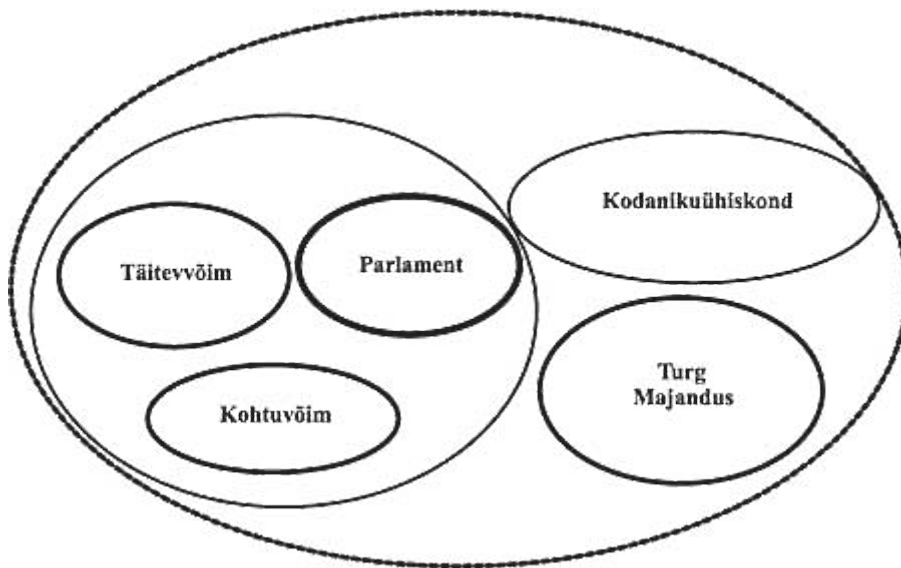 Kodanikuühiskond
Täitevvõim
Parlament
Kohtuvõim
Turg
Majandus